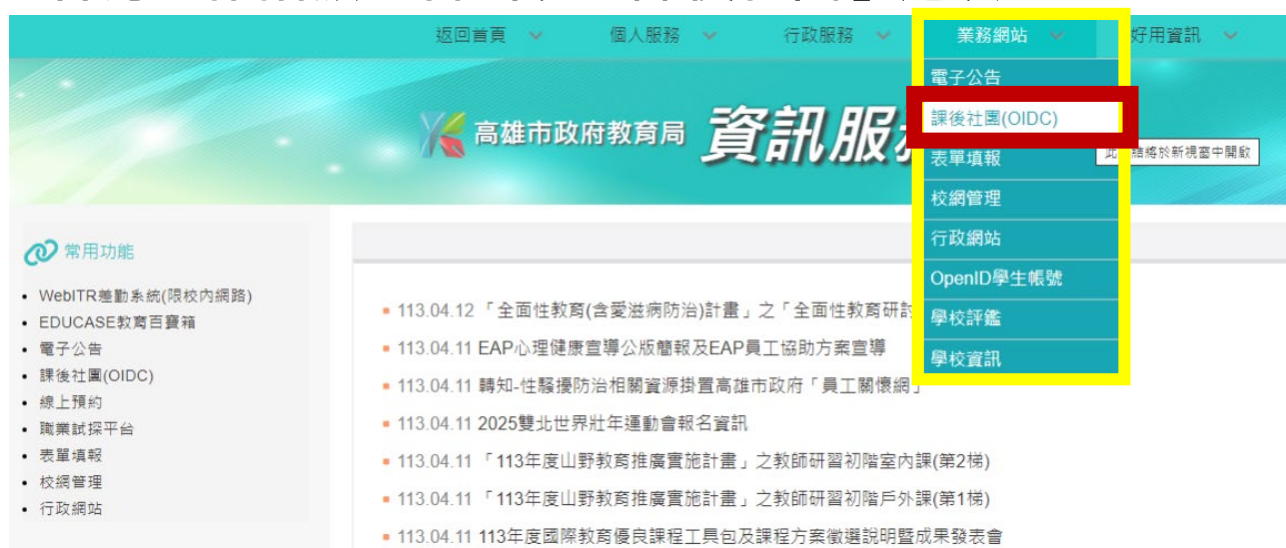 返回首頁
個人服務
行政服務
業務網站
好用資訊
電子公告
課後社團(OIDC)
表單填報
校網管理
行政網站
OpenID學生帳號
學校評鑑
學校資訊
高雄市政府教育局 資訊服
新視窗中開啟
常用功能
WebITR差勤系統(限校內網路)
EDUCASE教育百寶箱
電子公告
課後社團(OIDC)
線上預約
職業試探平台
表單填報
校網管理
行政網站
113.04.12 「全面性教育(含愛滋病防治)計畫」之「全面性教育研討
113.04.11 EAP心理健康宣導公版簡報及EAP員工協助方案宣導
113.04.11 轉知-性騷擾防治相關資源掛置高雄市政府「員工關懷網」
113.04.11 2025雙北世界壯年運動會報名資訊
113.04.11 「113年度山野教育推廣實施計畫」之教師研習初階室內課(第2梯)
113.04.11 「113年度山野教育推廣實施計畫」之教師研習初階戶外課(第1梯)
113.04.11 113年度國際教育優良課程工具包及課程方案徵選說明暨成果發表會